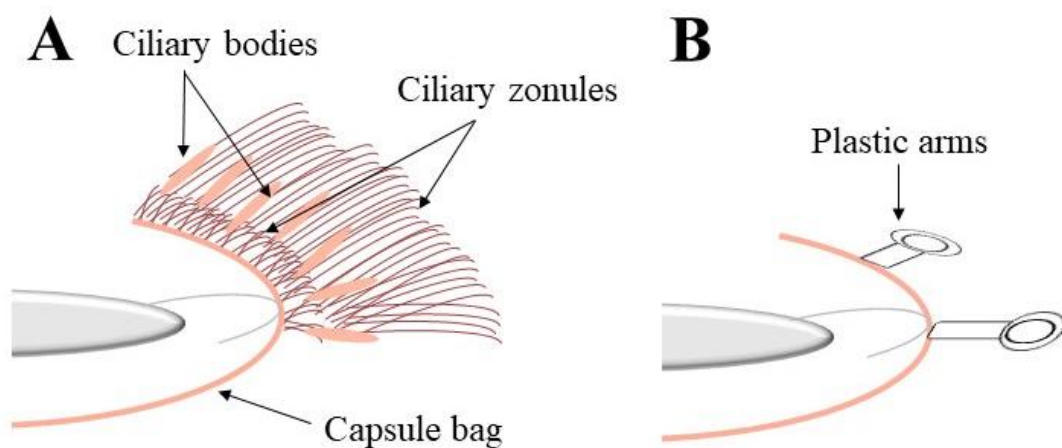 A
Ciliary bodies
Ciliary zonules
Capsule bag
B
Plastic arms